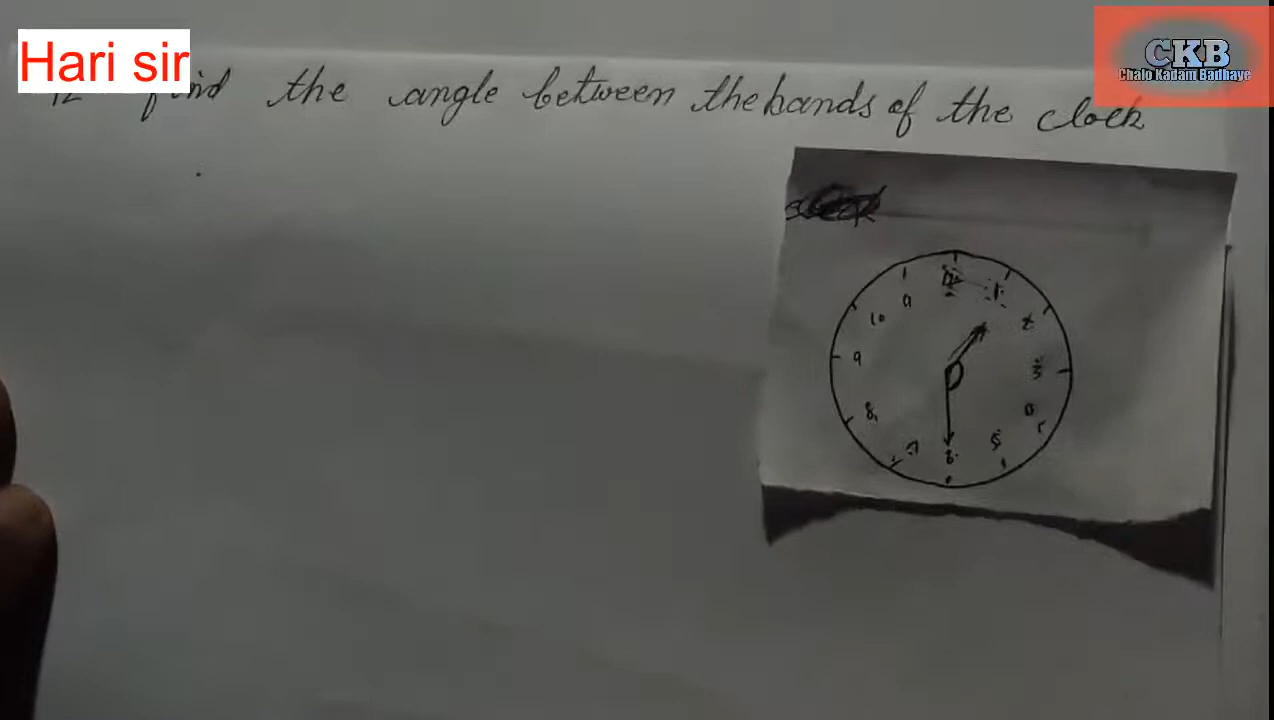 Hari sir
CKB
Chalo Kadam Badhaye
find the angle between the hands of the clock
12
1
2
3
5
6
8
9
10